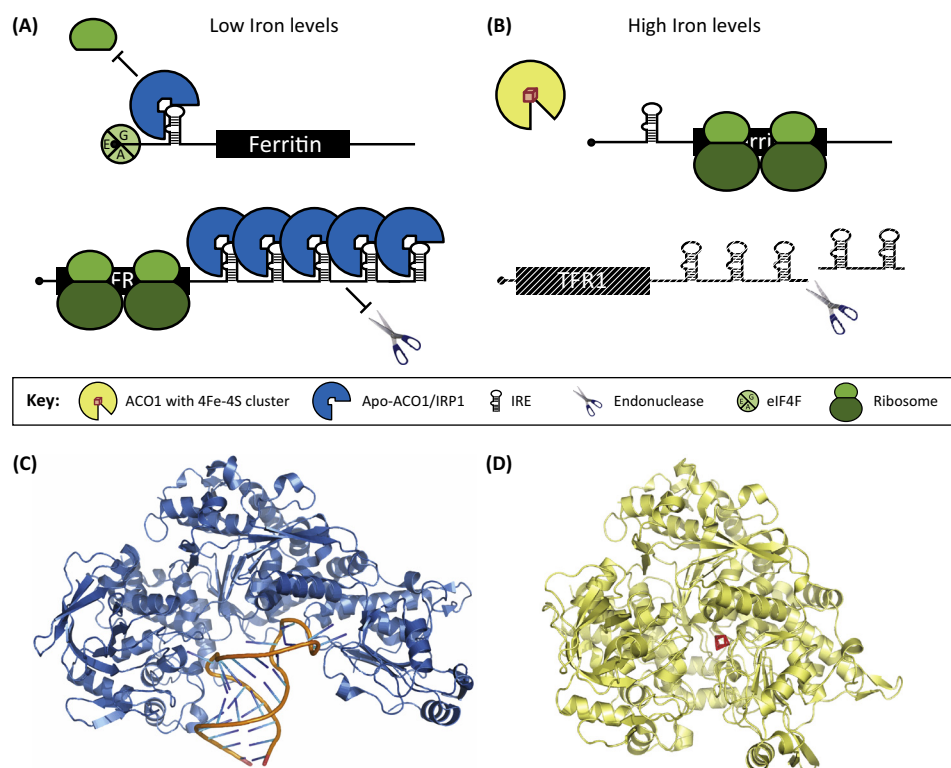 (A) Low Iron levels
(B) High Iron levels
E G A
Ferritin
rri
FR
TFR1
Key: ACO1 with 4Fe-4S cluster Apo-ACO1/IRP1 IRE Endonuclease E G A eIF4F Ribosome
(C)
(D)